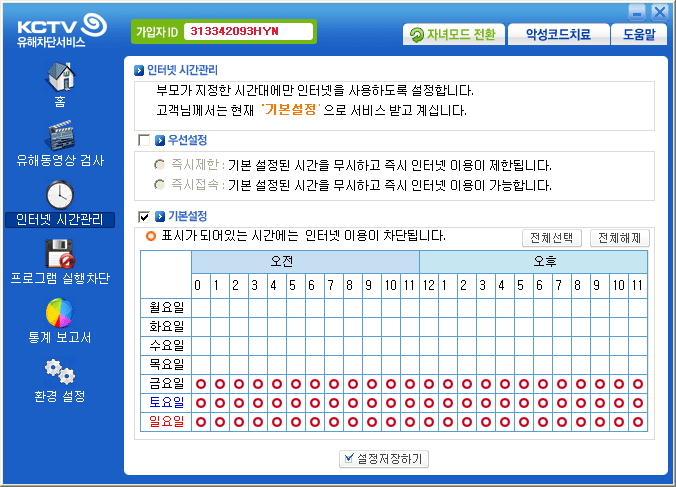 KCTV
유해차단서비스
가입자 ID 313342093HYN
자녀모드 전환 악성코드치료 도움말
홈
유해동영상 검사
인터넷 시간관리
프로그램 실행차단
통계 보고서
환경 설정
인터넷 시간관리
부모가 지정한 시간대에만 인터넷을 사용하도록 설정합니다.
고객님께서는 현재 '기본설정' 으로 서비스 받고 계십니다.
우선설정
즉시제한 : 기본 설정된 시간을 무시하고 즉시 인터넷 이용이 제한됩니다.
즉시접속 : 기본 설정된 시간을 무시하고 즉시 인터넷 이용이 가능합니다.
기본설정
표시가 되어있는 시간에는 인터넷 이용이 차단됩니다. 전체선택 전체해제
오전 오후
0 1 2 3 4 5 6 7 8 9 10 11 12 1 2 3 4 5 6 7 8 9 10 11
월요일
화요일
수요일
목요일
금요일
토요일
일요일
설정저장하기